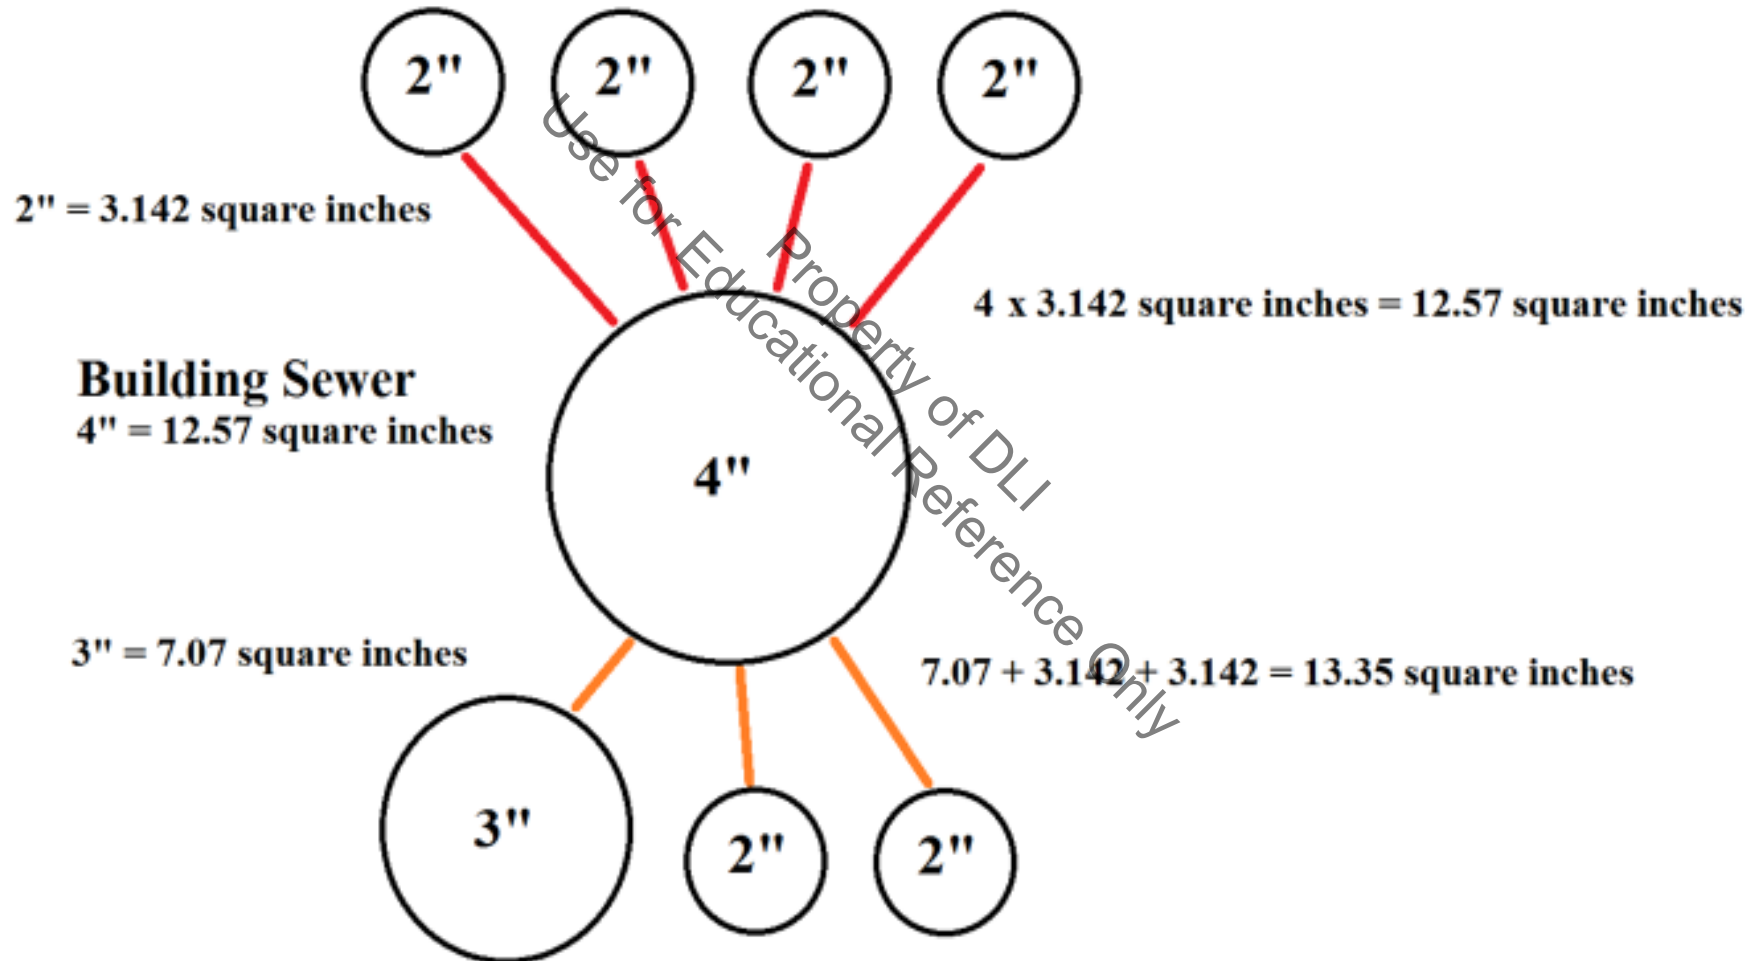 2"
2"
2"
2"
2" = 3.142 square inches
4 x 3.142 square inches = 12.57 square inches
Building Sewer
4" = 12.57 square inches
4"
3" = 7.07 square inches
7.07 + 3.142 + 3.142 = 13.35 square inches
3"
2"
2"
Property of DLI
Use for Educational Reference Only